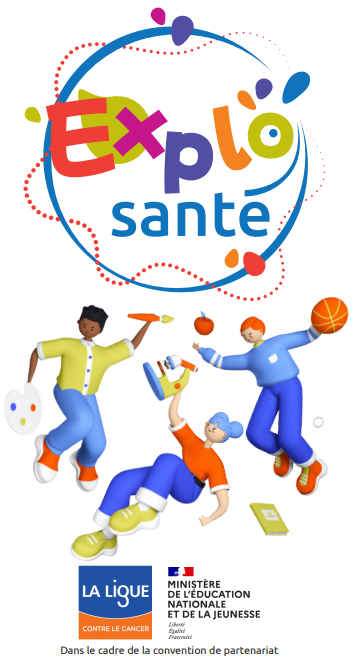 Explo
santé
LA LIGUE
CONTRE LE CANCER
MINISTÈRE
DE L'ÉDUCATION
NATIONALE
ET DE LA JEUNESSE
Liberté
Égalité
Fraternité
Dans le cadre de la convention de partenariat